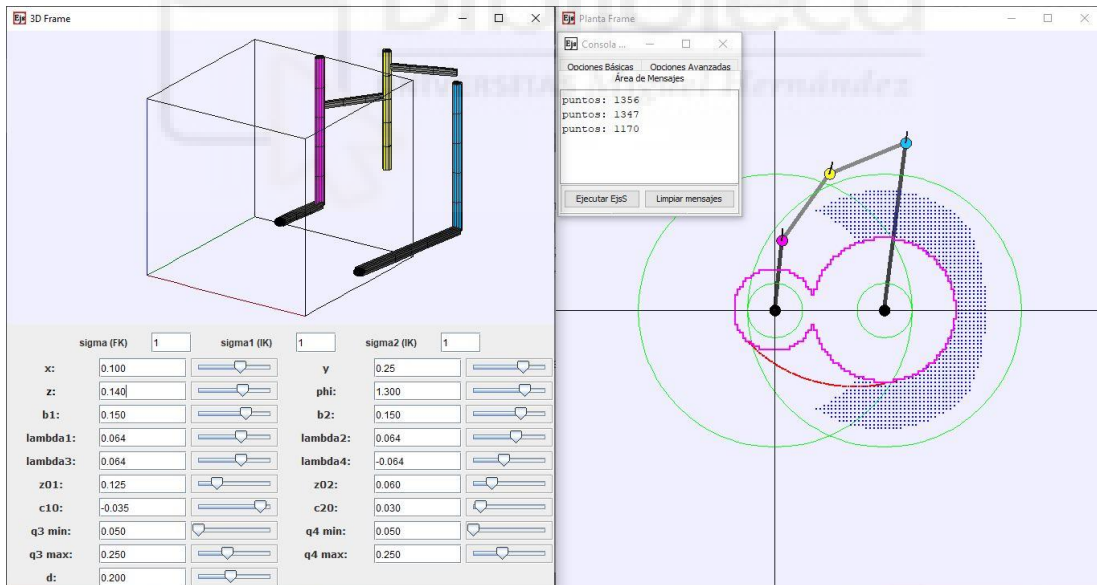 3D Frame
Biblioteca
UNIVERSITAS Miguel Hernández
sigma (FK) 1 sigma1 (IK) 1 sigma2 (IK) 1
x: 0.100 y 0.25
z: 0.140 phi: 1.300
b1: 0.150 b2: 0.150
lambda1: 0.064 lambda2: 0.064
lambda3: 0.064 lambda4: -0.064
z01: 0.125 z02: 0.060
c10: -0.035 c20: 0.030
q3 min: 0.050 q4 min: 0.050
q3 max: 0.250 q4 max: 0.250
d: 0.200
Planta Frame
Consola ...
Opciones Básicas Opciones Avanzadas
Área de Mensajes
puntos: 1356
puntos: 1347
puntos: 1170
Ejecutar EjsS Limpiar mensajes